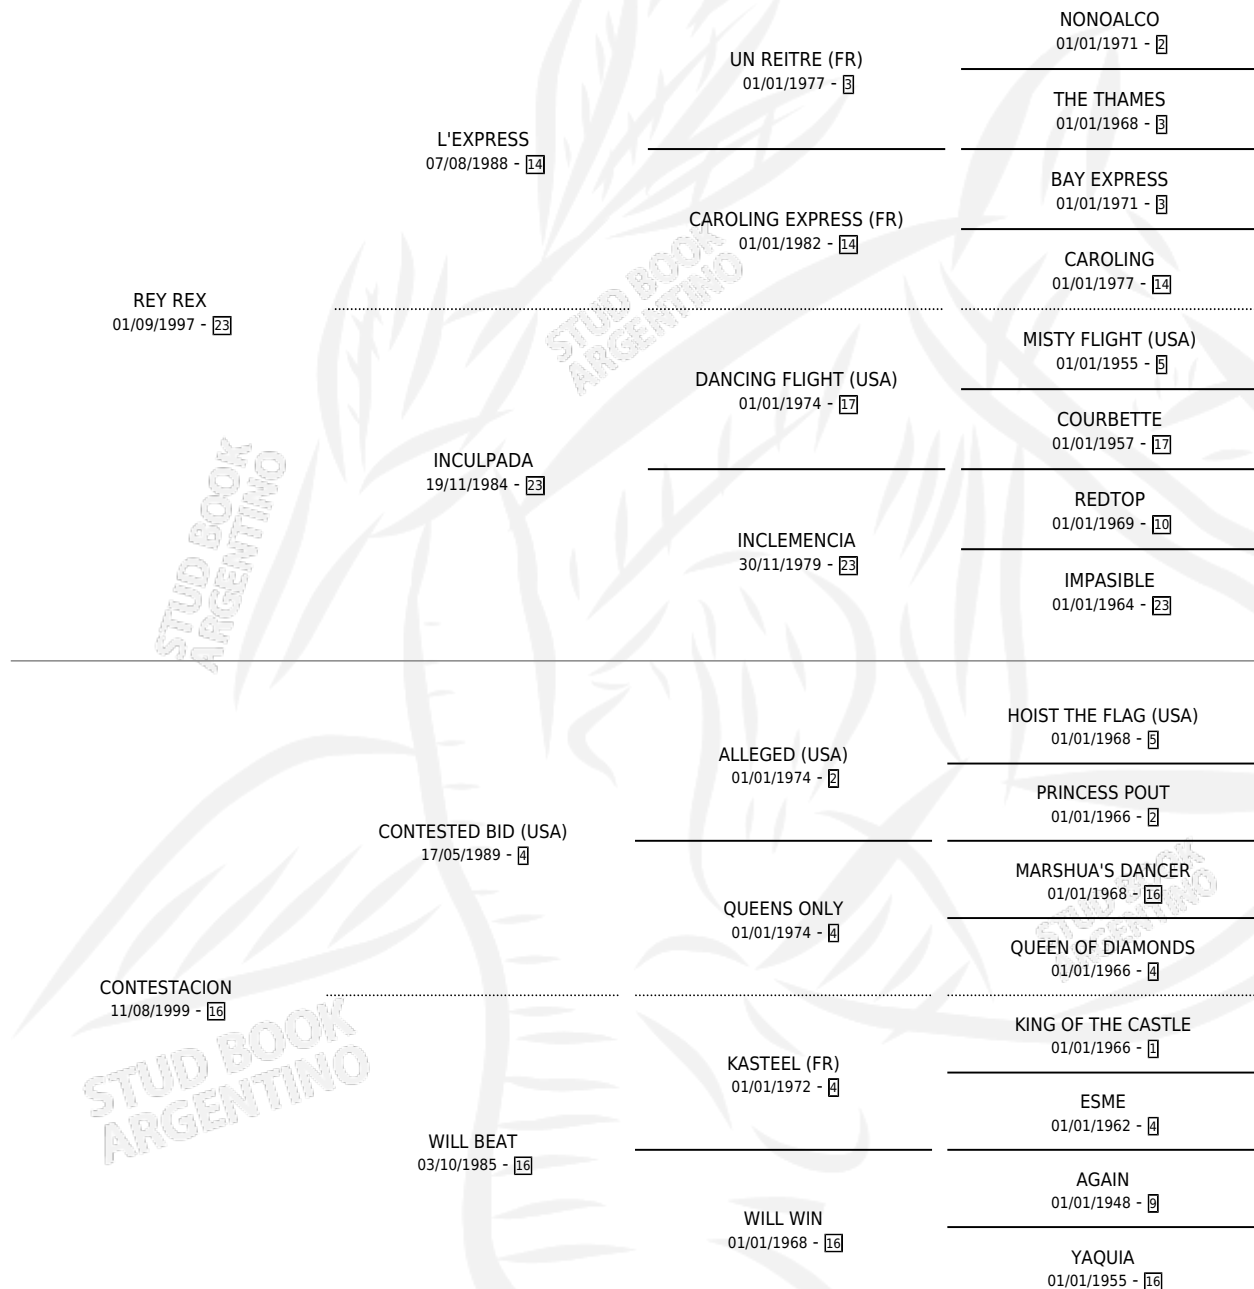 NONOALCO
01/01/1971 - 2
UN REITRE (FR)
01/01/1977 - 3
THE THAMES
01/01/1968 - 3
L'EXPRESS
07/08/1988 - 14
BAY EXPRESS
01/01/1971 - 3
CAROLING EXPRESS (FR)
01/01/1982 - 14
CAROLING
01/01/1977 - 14
REY REX
01/09/1997 - 23
MISTY FLIGHT (USA)
01/01/1955 - 5
DANCING FLIGHT (USA)
01/01/1974 - 17
COURBETTE
01/01/1957 - 17
INCULPADA
19/11/1984 - 23
REDTOP
01/01/1969 - 10
INCLEMENCIA
30/11/1979 - 23
IMPASIBLE
01/01/1964 - 23
HOIST THE FLAG (USA)
01/01/1968 - 5
ALLEGED (USA)
01/01/1974 - 2
PRINCESS POUT
01/01/1966 - 2
CONTESTED BID (USA)
17/05/1989 - 4
MARSHUA'S DANCER
01/01/1968 - 16
QUEENS ONLY
01/01/1974 - 4
QUEEN OF DIAMONDS
01/01/1966 - 4
CONTESTACION
11/08/1999 - 16
KING OF THE CASTLE
01/01/1966 - 1
KASTEEL (FR)
01/01/1972 - 4
ESME
01/01/1962 - 4
WILL BEAT
03/10/1985 - 16
AGAIN
01/01/1948 - 9
WILL WIN
01/01/1968 - 16
YAQUIA
01/01/1955 - 16
STUD BOOK
ARGENTINO
STUD BOOK
ARGENTINO
STUD BOOK
ARGENTINO
STUD BOOK
ARGENTINO